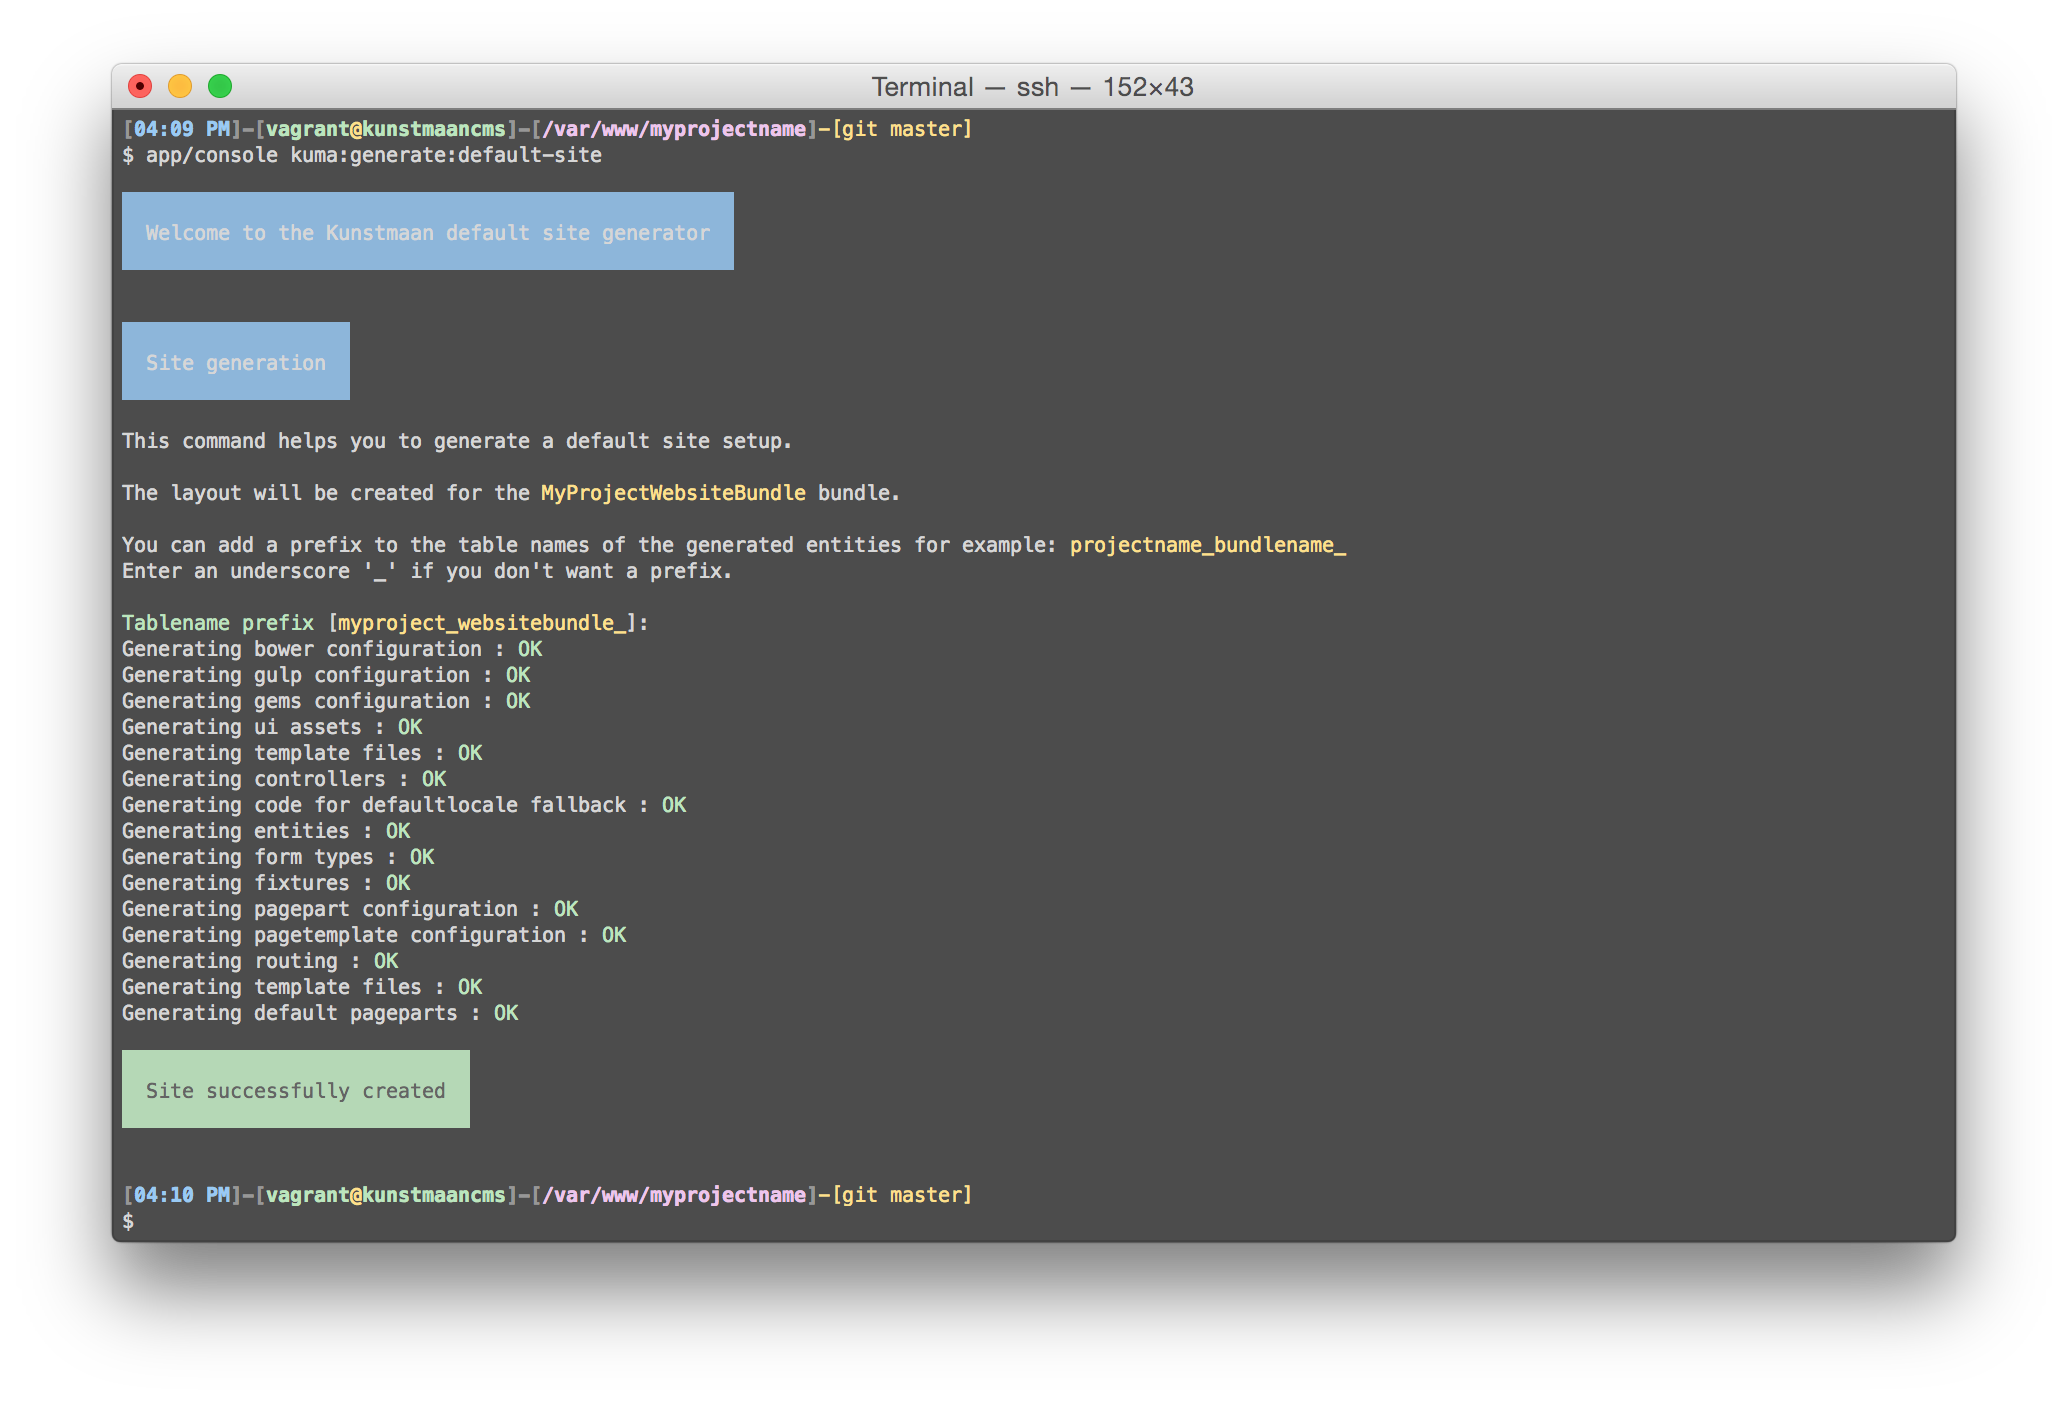 Terminal — ssh — 152×43
[04:09 PM]-[vagrant@kunstmaancms]-[/var/www/myprojectname]-[git master]
$ app/console kuma:generate:default-site
Welcome to the Kunstmaan default site generator
Site generation
This command helps you to generate a default site setup.
The layout will be created for the MyProjectWebsiteBundle bundle.
You can add a prefix to the table names of the generated entities for example: projectname_bundlename_
Enter an underscore '_' if you don't want a prefix.
Tablename prefix [myproject_websitebundle_]:
Generating bower configuration : OK
Generating gulp configuration : OK
Generating gems configuration : OK
Generating ui assets : OK
Generating template files : OK
Generating controllers : OK
Generating code for defaultlocale fallback : OK
Generating entities : OK
Generating form types : OK
Generating fixtures : OK
Generating pagepart configuration : OK
Generating pagetemplate configuration : OK
Generating routing : OK
Generating template files : OK
Generating default pageparts : OK
Site successfully created
[04:10 PM]-[vagrant@kunstmaancms]-[/var/www/myprojectname]-[git master]
$